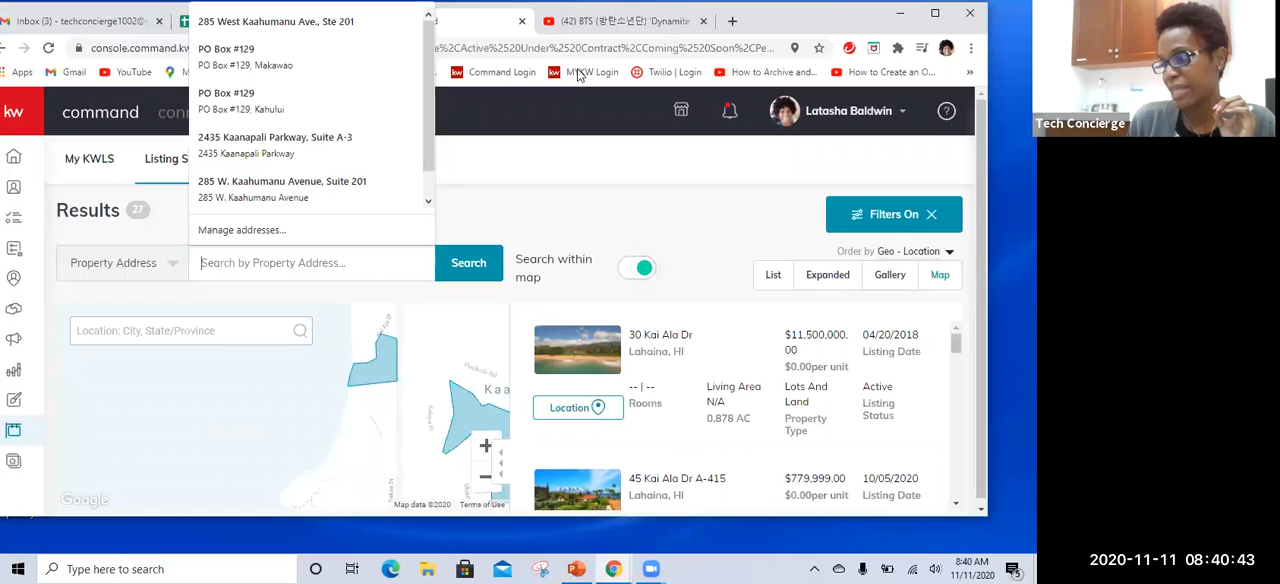 Inbox (3) - techconcierge1002@
(42) BTS (방탄소년단) 'Dynamite
console.command.kw
e%2CActive%2520Under%2520Contract%2CComing%2520Soon%2CPe...
Apps
Gmail
YouTube
M
kw
Command Login
kw
MYKW Login
Twilio | Login
How to Archive and...
How to Create an O...
»
285 West Kaahumanu Ave., Ste 201
PO Box #129
PO Box #129, Makawao
PO Box #129
PO Box #129, Kahului
2435 Kaanapali Parkway, Suite A-3
2435 Kaanapali Parkway
285 W. Kaahumanu Avenue, Suite 201
285 W. Kaahumanu Avenue
Manage addresses...
kw
command
con
Latasha Baldwin
?
My KWLS
Listing S
Results 27
Filters On
Property Address
Search by Property Address...
Search
Search within
map
Order by Geo - Location
List
Expanded
Gallery
Map
Location: City, State/Province
Google
Map data ©2020
Terms of Use
30 Kai Ala Dr
Lahaina, HI
$11,500,000.
00
$0.00per unit
04/20/2018
Listing Date
Location
-- | --
Rooms
Living Area
N/A
0.878 AC
Lots And
Land
Property
Type
Active
Listing
Status
45 Kai Ala Dr A-415
Lahaina, HI
$779,999.00
$0.00per unit
10/05/2020
Listing Date
Tech Concierge
Type here to search
8:40 AM
11/11/2020
5
2020-11-11 08:40:43